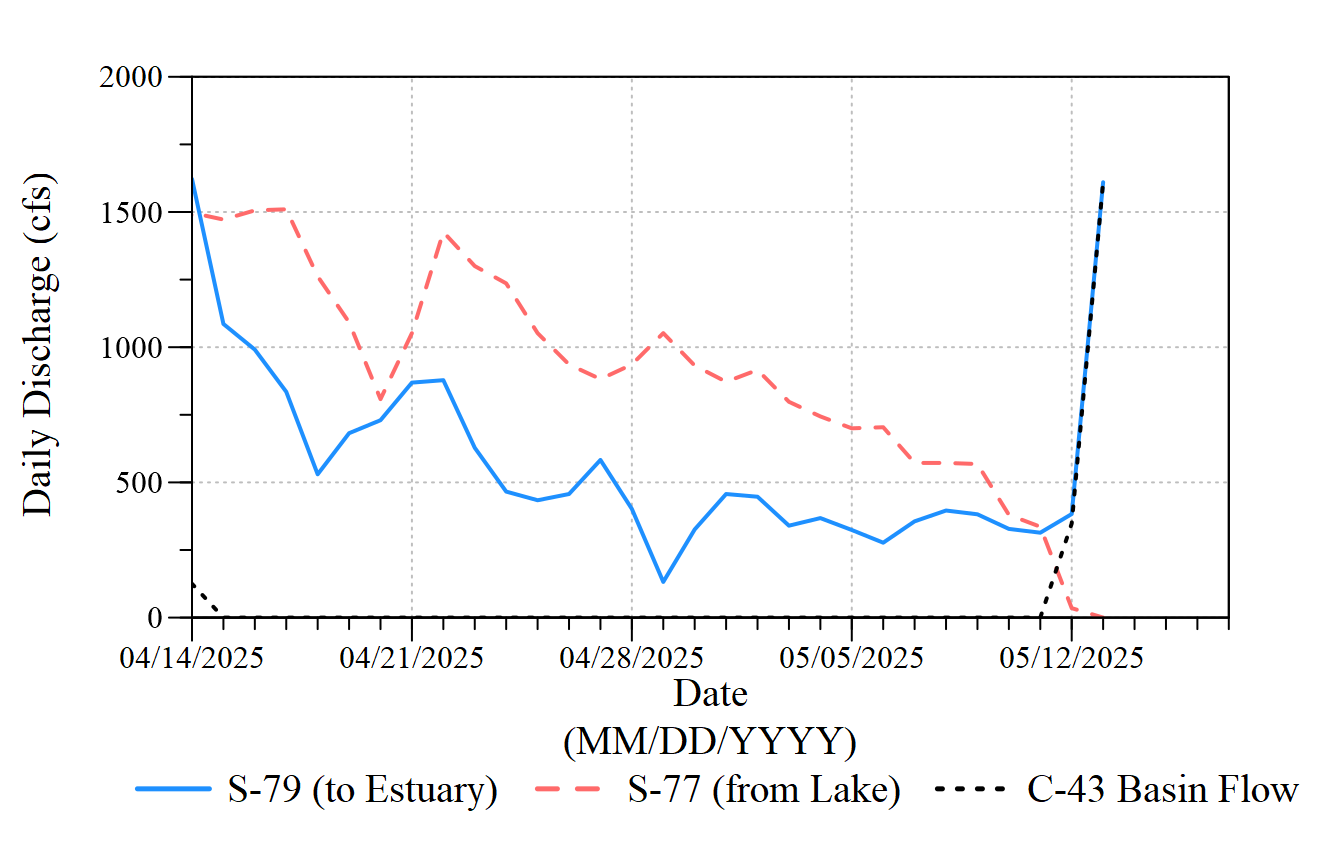 2000
1500
1000
500
0
Daily Discharge (cfs)
04/14/2025 04/21/2025 04/28/2025 05/05/2025 05/12/2025
Date
(MM/DD/YYYY)
S-79 (to Estuary) S-77 (from Lake) C-43 Basin Flow